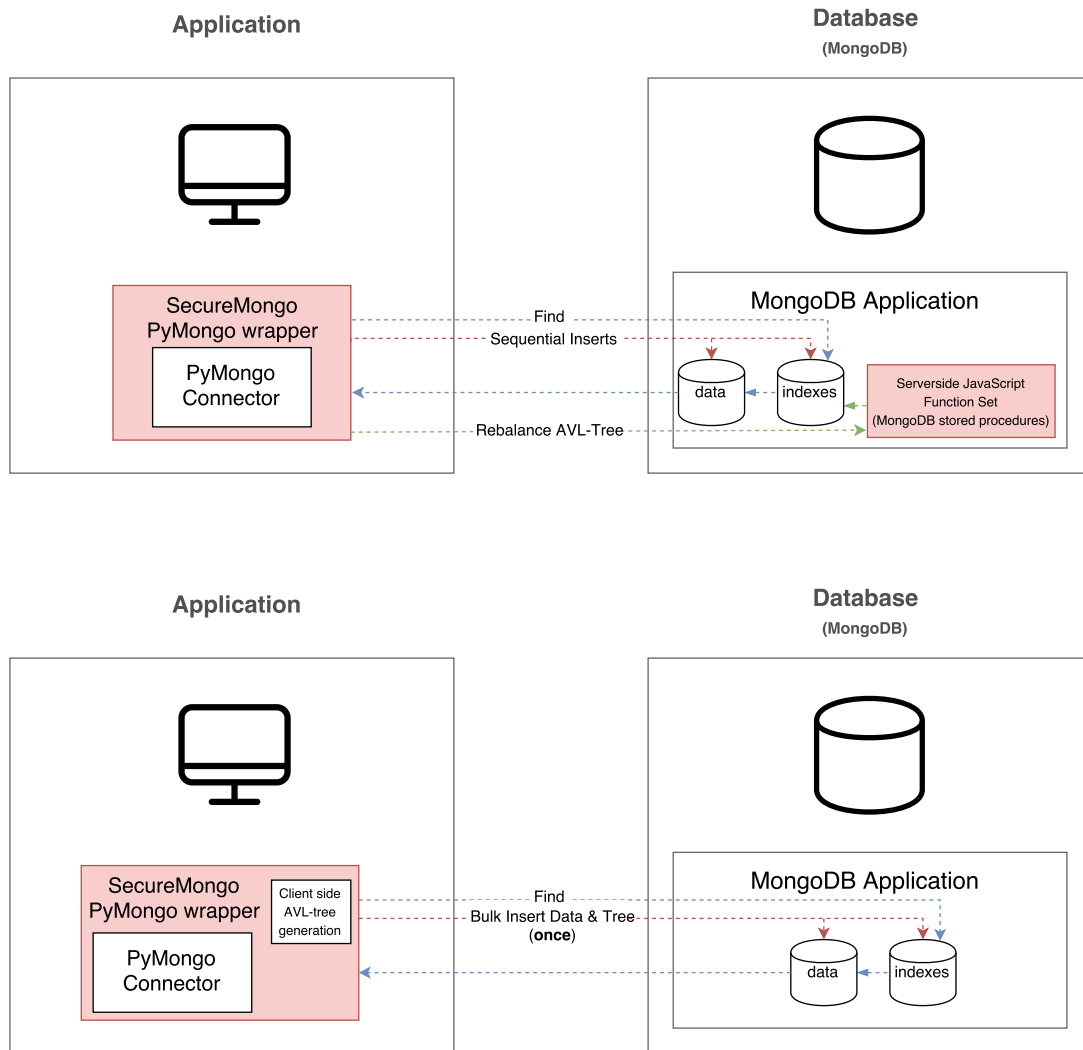 Application
Database
(MongoDB)
SecureMongo
PyMongo wrapper
PyMongo
Connector
Find
Sequential Inserts
Rebalance AVL-Tree
MongoDB Application
data
indexes
Serverside JavaScript
Function Set
(MongoDB stored procedures)
Application
Database
(MongoDB)
SecureMongo
PyMongo wrapper
Client side
AVL-tree
generation
PyMongo
Connector
Find
Bulk Insert Data & Tree
(once)
MongoDB Application
data
indexes